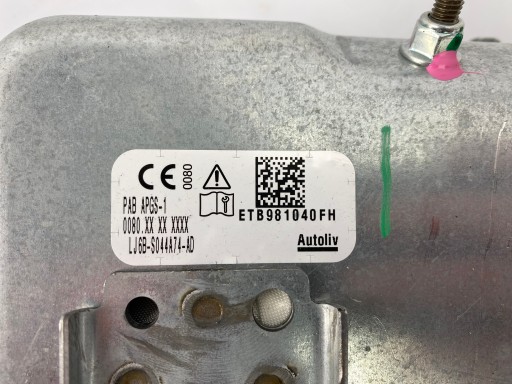 CE 0080
ETB981040FH
PAB APGS-1
0080.XX XX XXXX
LJ6B-S044A74-AD
Autoliv